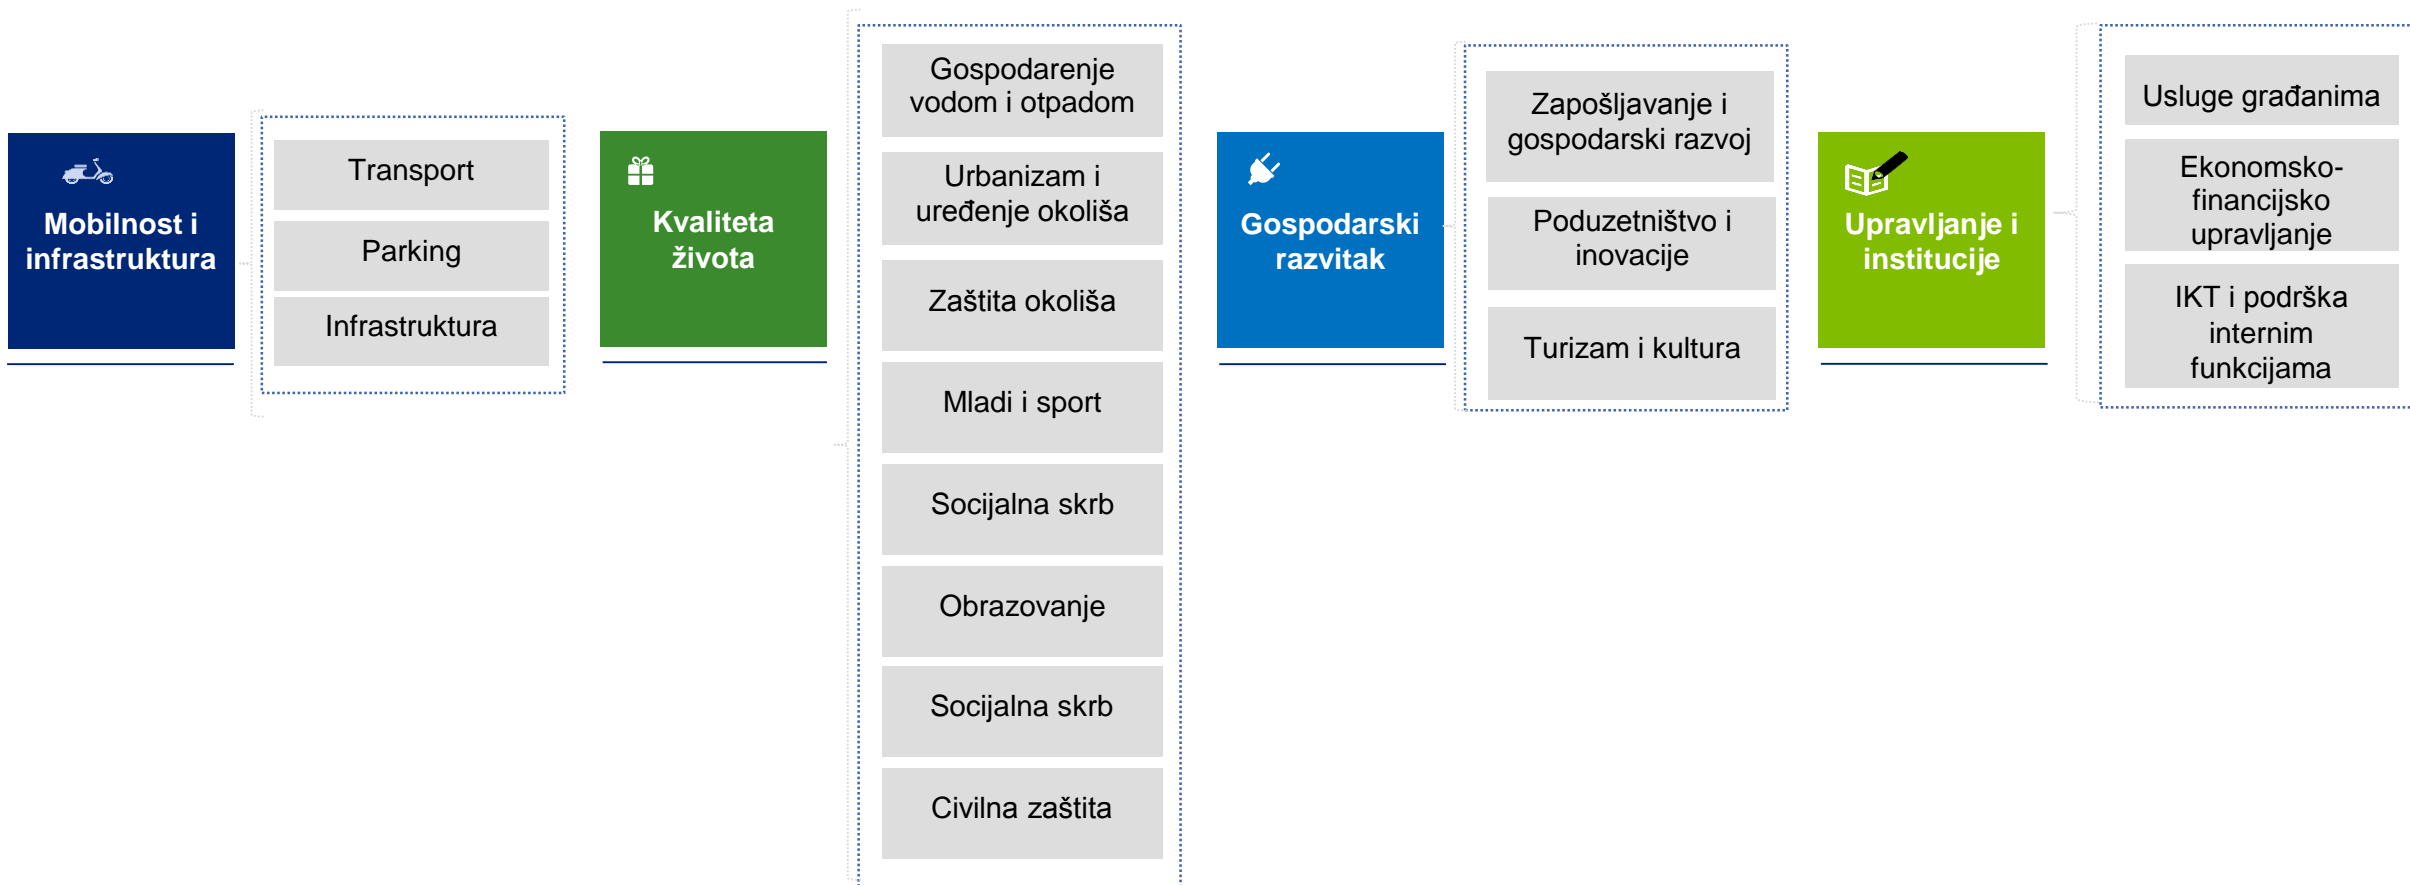 Mobilnost i
infrastruktura
Transport
Parking
Infrastruktura
Kvaliteta
života
Gospodarenje
vodom i otpadom
Urbanizam i
uređenje okoliša
Zaštita okoliša
Mladi i sport
Socijalna skrb
Obrazovanje
Socijalna skrb
Civilna zaštita
Gospodarski
razvitak
Zapošljavanje i
gospodarski razvoj
Poduzetništvo i
inovacije
Turizam i kultura
Upravljanje i
institucije
Usluge građanima
Ekonomsko-
financijsko
upravljanje
IKT i podrška
internim
funkcijama